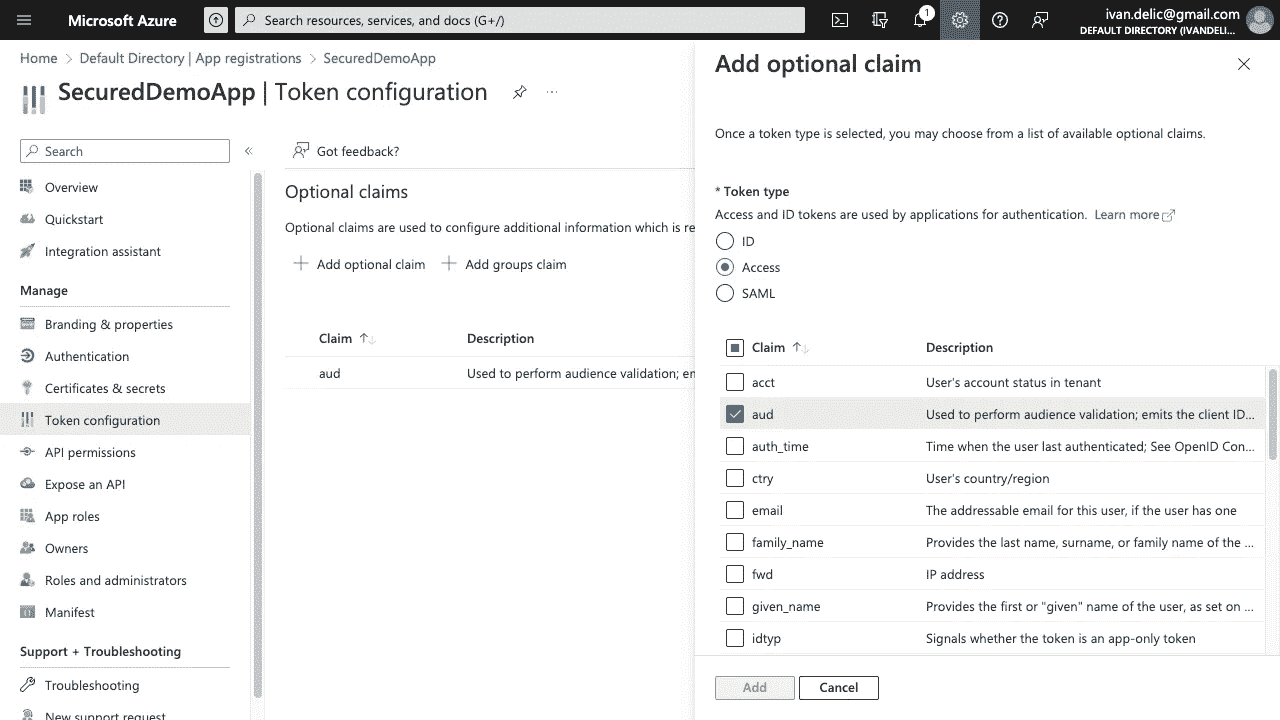 Microsoft Azure
Search resources, services, and docs (G+/)
1
ivan.delic@gmail.com
DEFAULT DIRECTORY (IVANDELI...
Home > Default Directory | App registrations > SecuredDemoApp
SecuredDemoApp | Token configuration
Search
Overview
Quickstart
Integration assistant
Manage
Branding & properties
Authentication
Certificates & secrets
Token configuration
API permissions
Expose an API
App roles
Owners
Roles and administrators
Manifest
Support + Troubleshooting
Troubleshooting
New support request
Got feedback?
Optional claims
Optional claims are used to configure additional information which is re
Add optional claim
Add groups claim
Claim Description
aud Used to perform audience validation; en
Add optional claim
Once a token type is selected, you may choose from a list of available optional claims.
* Token type
Access and ID tokens are used by applications for authentication. Learn more
ID
Access
SAML
Claim Description
acct User's account status in tenant
aud Used to perform audience validation; emits the client ID...
auth_time Time when the user last authenticated; See OpenID Con...
ctry User's country/region
email The addressable email for this user, if the user has one
family_name Provides the last name, surname, or family name of the ...
fwd IP address
given_name Provides the first or "given" name of the user, as set on ...
idtyp Signals whether the token is an app-only token
Add
Cancel